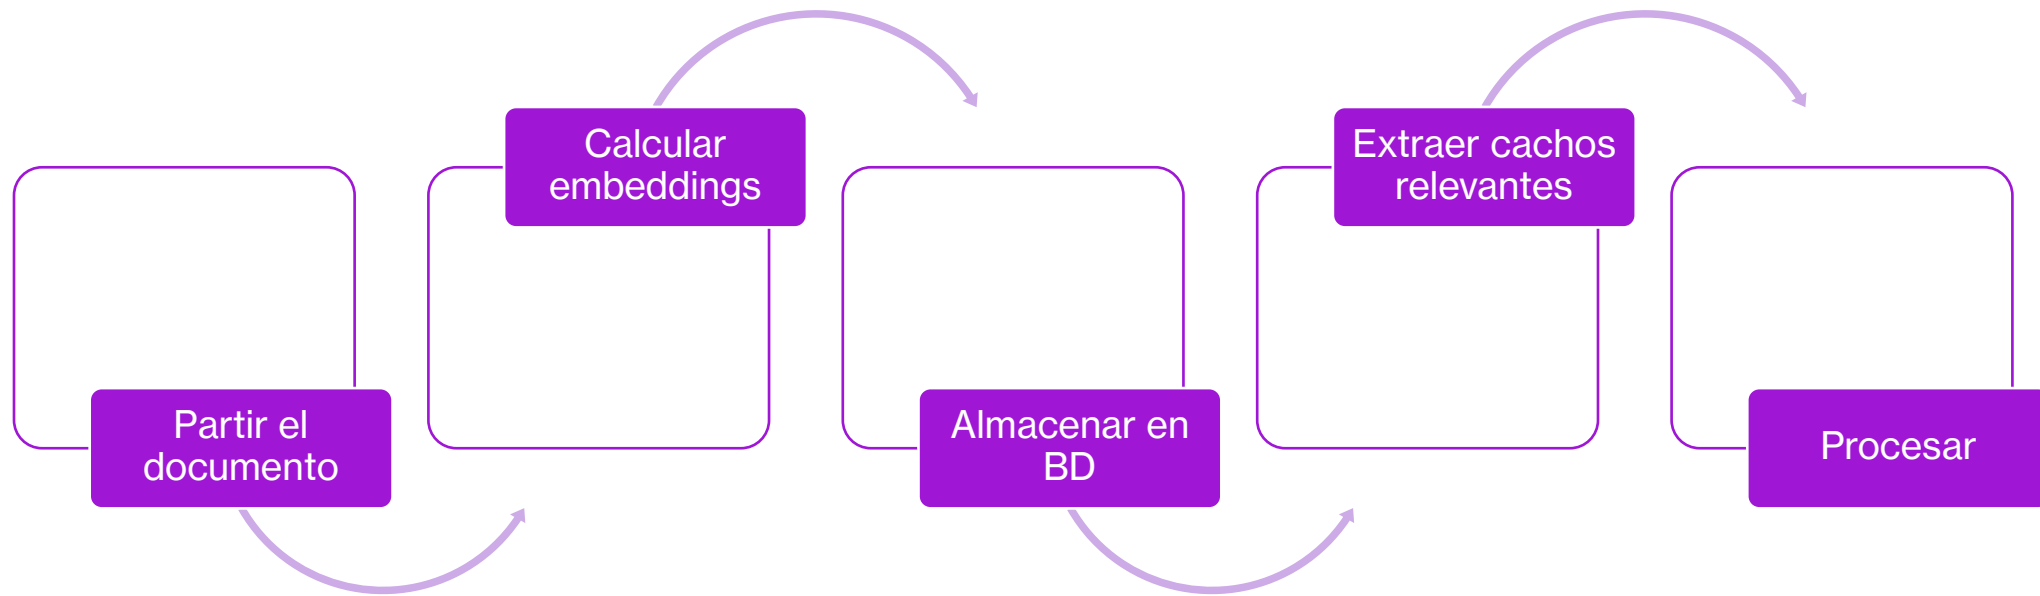 Partir el
documento
Calcular
embeddings
Almacenar en
BD
Extraer cachos
relevantes
Procesar